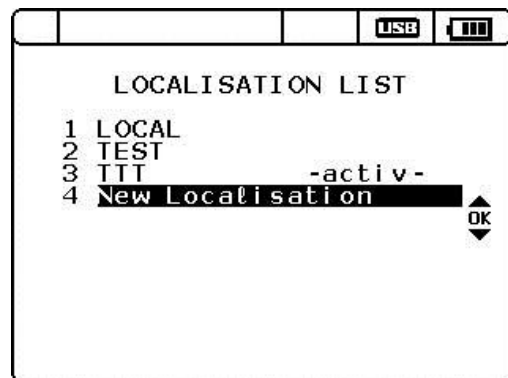 USB
LOCALISATION LIST
1 LOCAL
2 TEST
3 TTT -activ-
4 New Localisation
OK